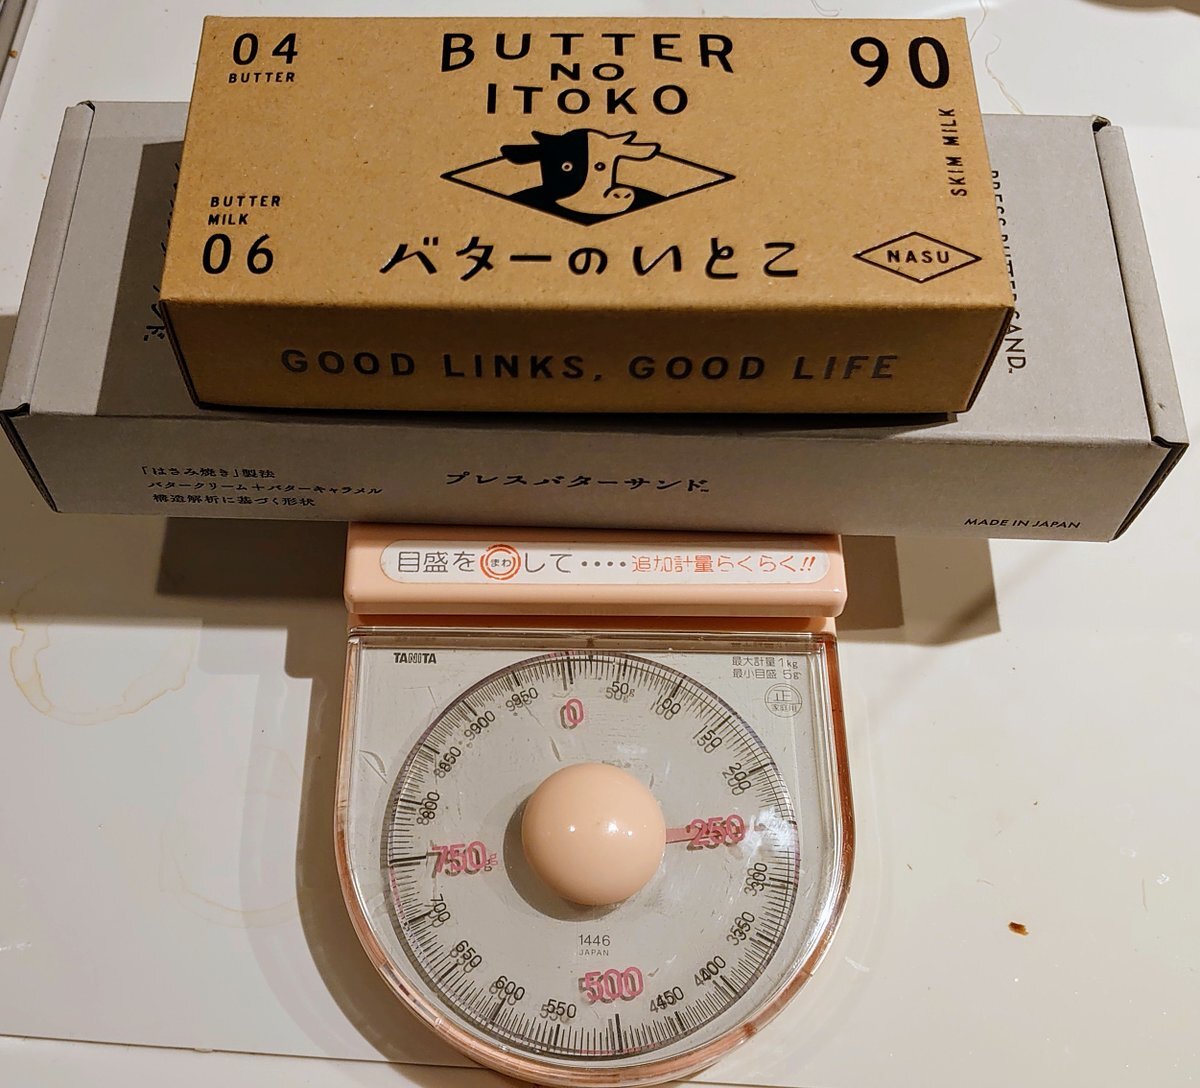 04
BUTTER
BUTTER
NO
ITOKO
90
SKIM MILK
BUTTER
MILK
06
バターのいとこ
NASU
GOOD LINKS, GOOD LIFE
「はさみ焼き」製法
バタークリーム+バターキャラメル
構造解析に基づく形状
プレスバターサンド™
MADE IN JAPAN
目盛をまわして・・・・追加計量らくらく!!
TANITA
最大計量 1kg
最小目盛 5g
正
家庭用
0
50g
100
150
200
250
300
350
400
450
500
550
600
650
700
750g
800
850
900
950
1446
JAPAN